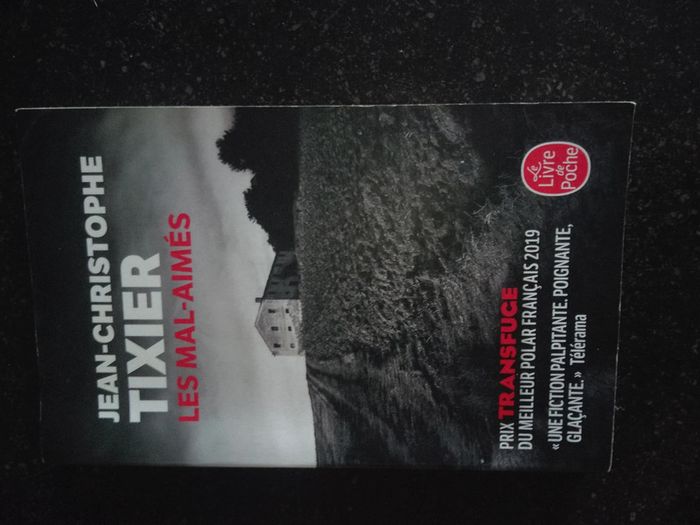 JEAN-CHRISTOPHE
TIXIER
LES MAL-AIMÉS
PRIX TRANSFUGE
DU MEILLEUR POLAR FRANÇAIS 2019
« UNE FICTION PALPITANTE. POIGNANTE,
GLAÇANTE. » Télérama
Le
Livre
de
Poche